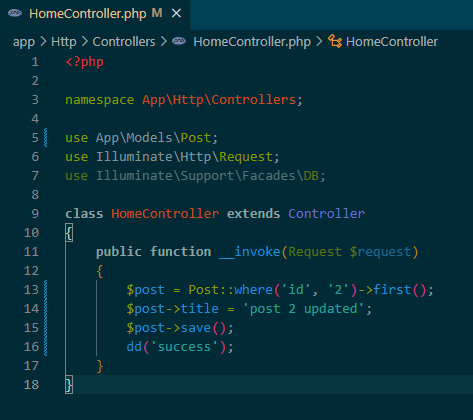 HomeController.php M ×
app > Http > Controllers > HomeController.php > HomeController
1 <?php
2
3 namespace App\Http\Controllers;
4
5 use App\Models\Post;
6 use Illuminate\Http\Request;
7 use Illuminate\Support\Facades\DB;
8
9 class HomeController extends Controller
10 {
11     public function __invoke(Request $request)
12     {
13         $post = Post::where('id', '2')->first();
14         $post->title = 'post 2 updated';
15         $post->save();
16         dd('success');
17     }
18 }